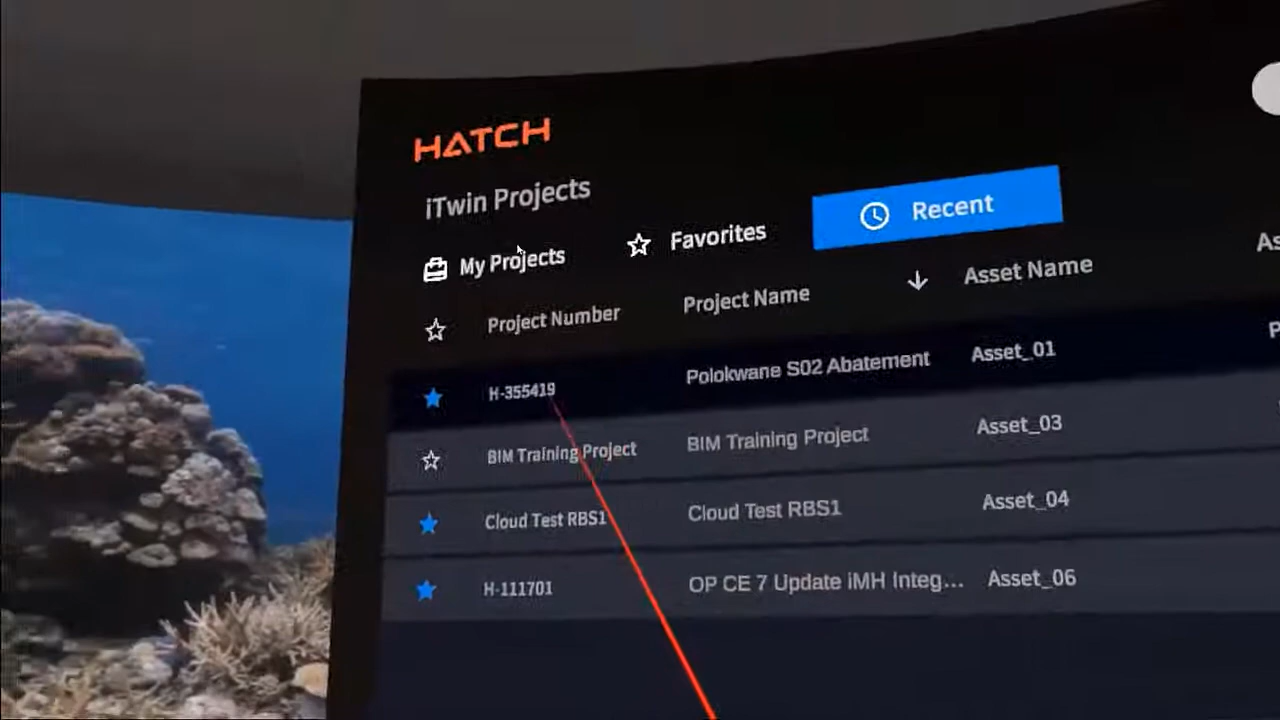 HATCH
iTwin Projects
My Projects Favorites Recent
Project Number Project Name Asset Name As
H-355419 Polokwane S02 Abatement Asset_01 P
BIM Training Project BIM Training Project Asset_03
Cloud Test RBS1 Cloud Test RBS1 Asset_04
H-111701 OP CE 7 Update iMH Integ... Asset_06